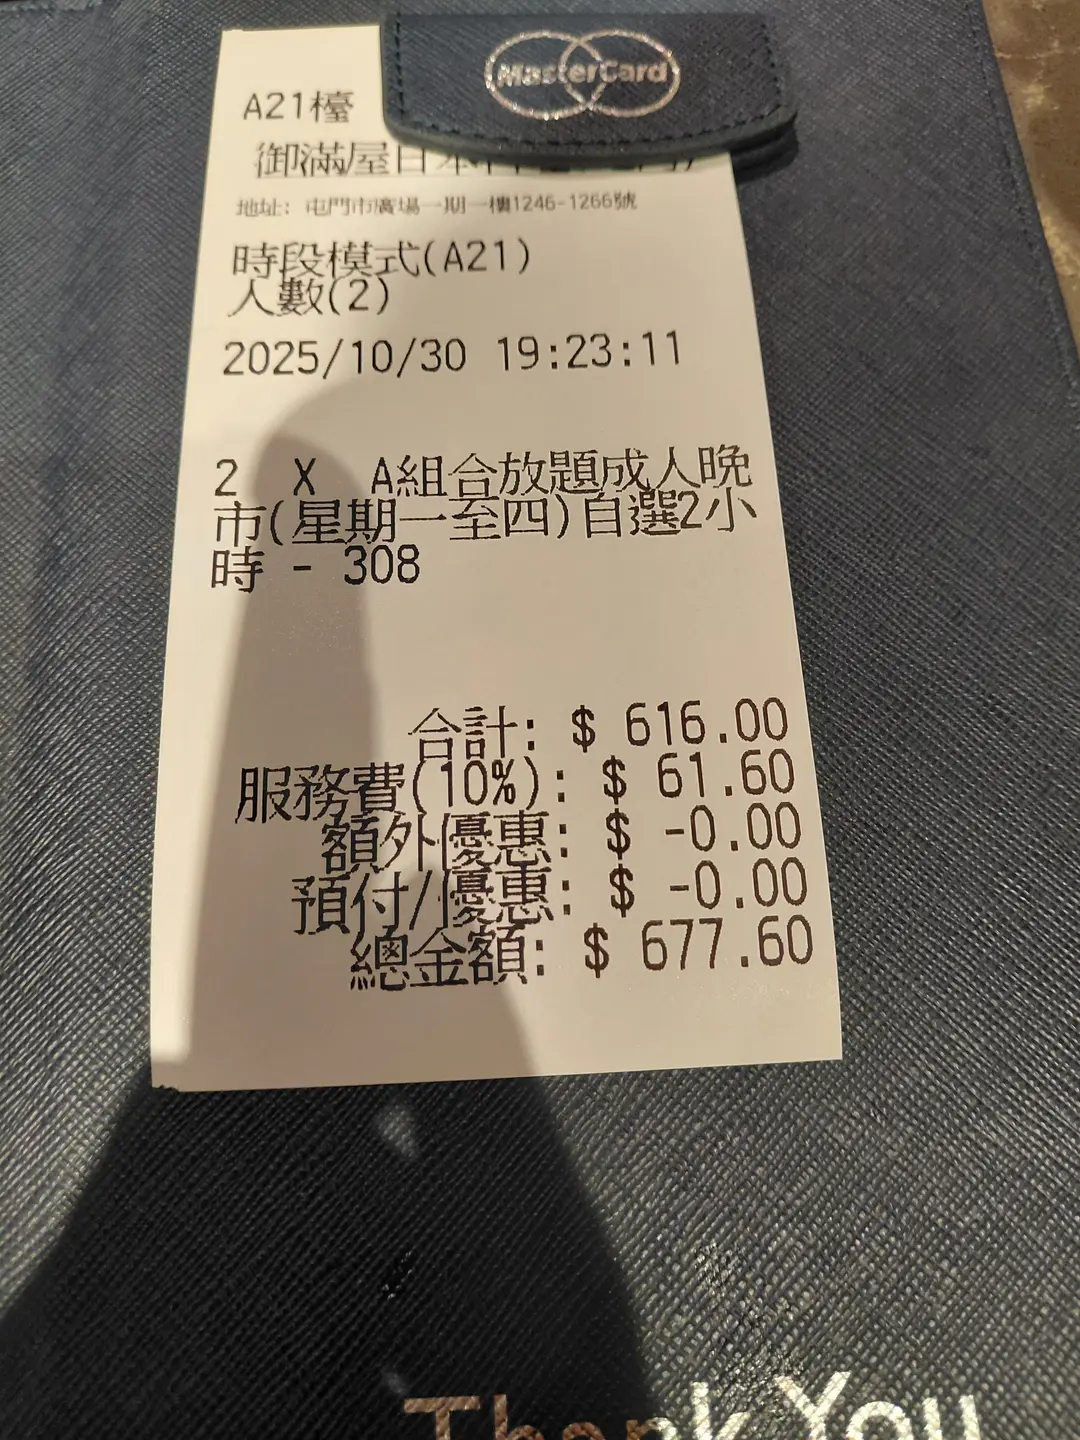 MasterCard
A21檯
御滿屋日本
地址: 屯門市廣場一期一樓1246-1266號
時段模式(A21)
人數(2)
2025/10/30 19:23:11
2 X A組合放題成人晚
市(星期一至四)自選2小
時 - 308
合計: $ 616.00
服務費(10%): $ 61.60
額外優惠: $ -0.00
預付/優惠: $ -0.00
總金額: $ 677.60
Thank You